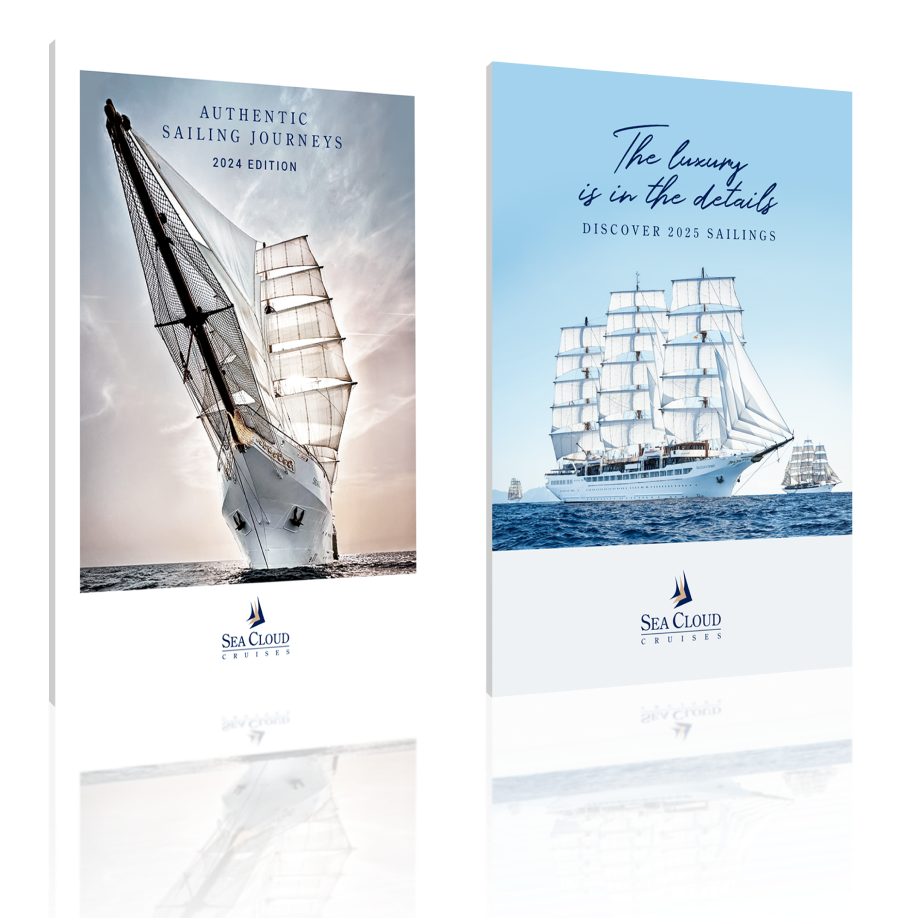 AUTHENTIC
SAILING JOURNEYS
2024 EDITION
SEA CLOUD
CRUISES
The luxury
is in the details
DISCOVER 2025 SAILINGS
SEA CLOUD
CRUISES